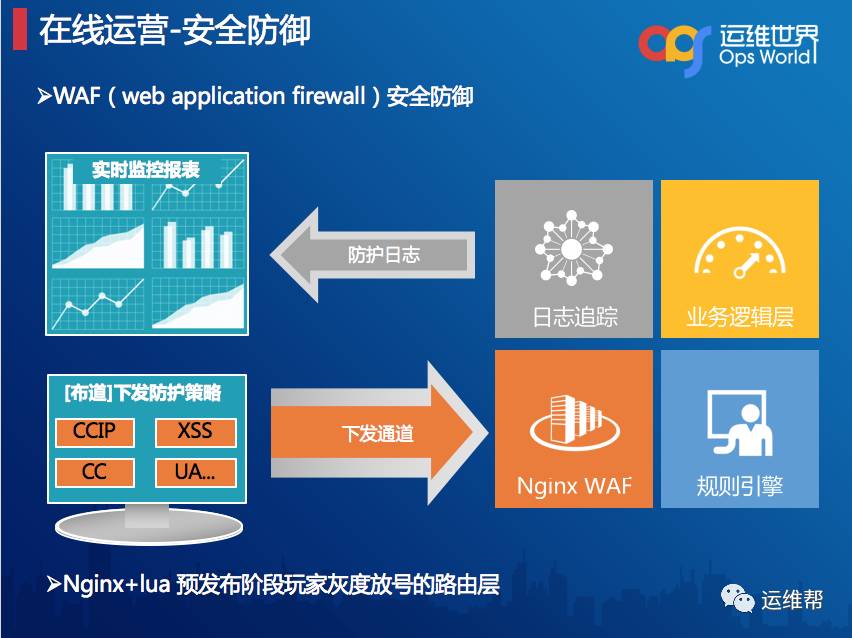 在线运营-安全防御
运维世界
Ops World
➢WAF（web application firewall）安全防御
实时监控报表
防护日志
日志追踪
业务逻辑层
[布道]下发防护策略
CCIP
XSS
CC
UA...
下发通道
Nginx WAF
规则引擎
➢Nginx+lua 预发布阶段玩家灰度放号的路由层
运维帮